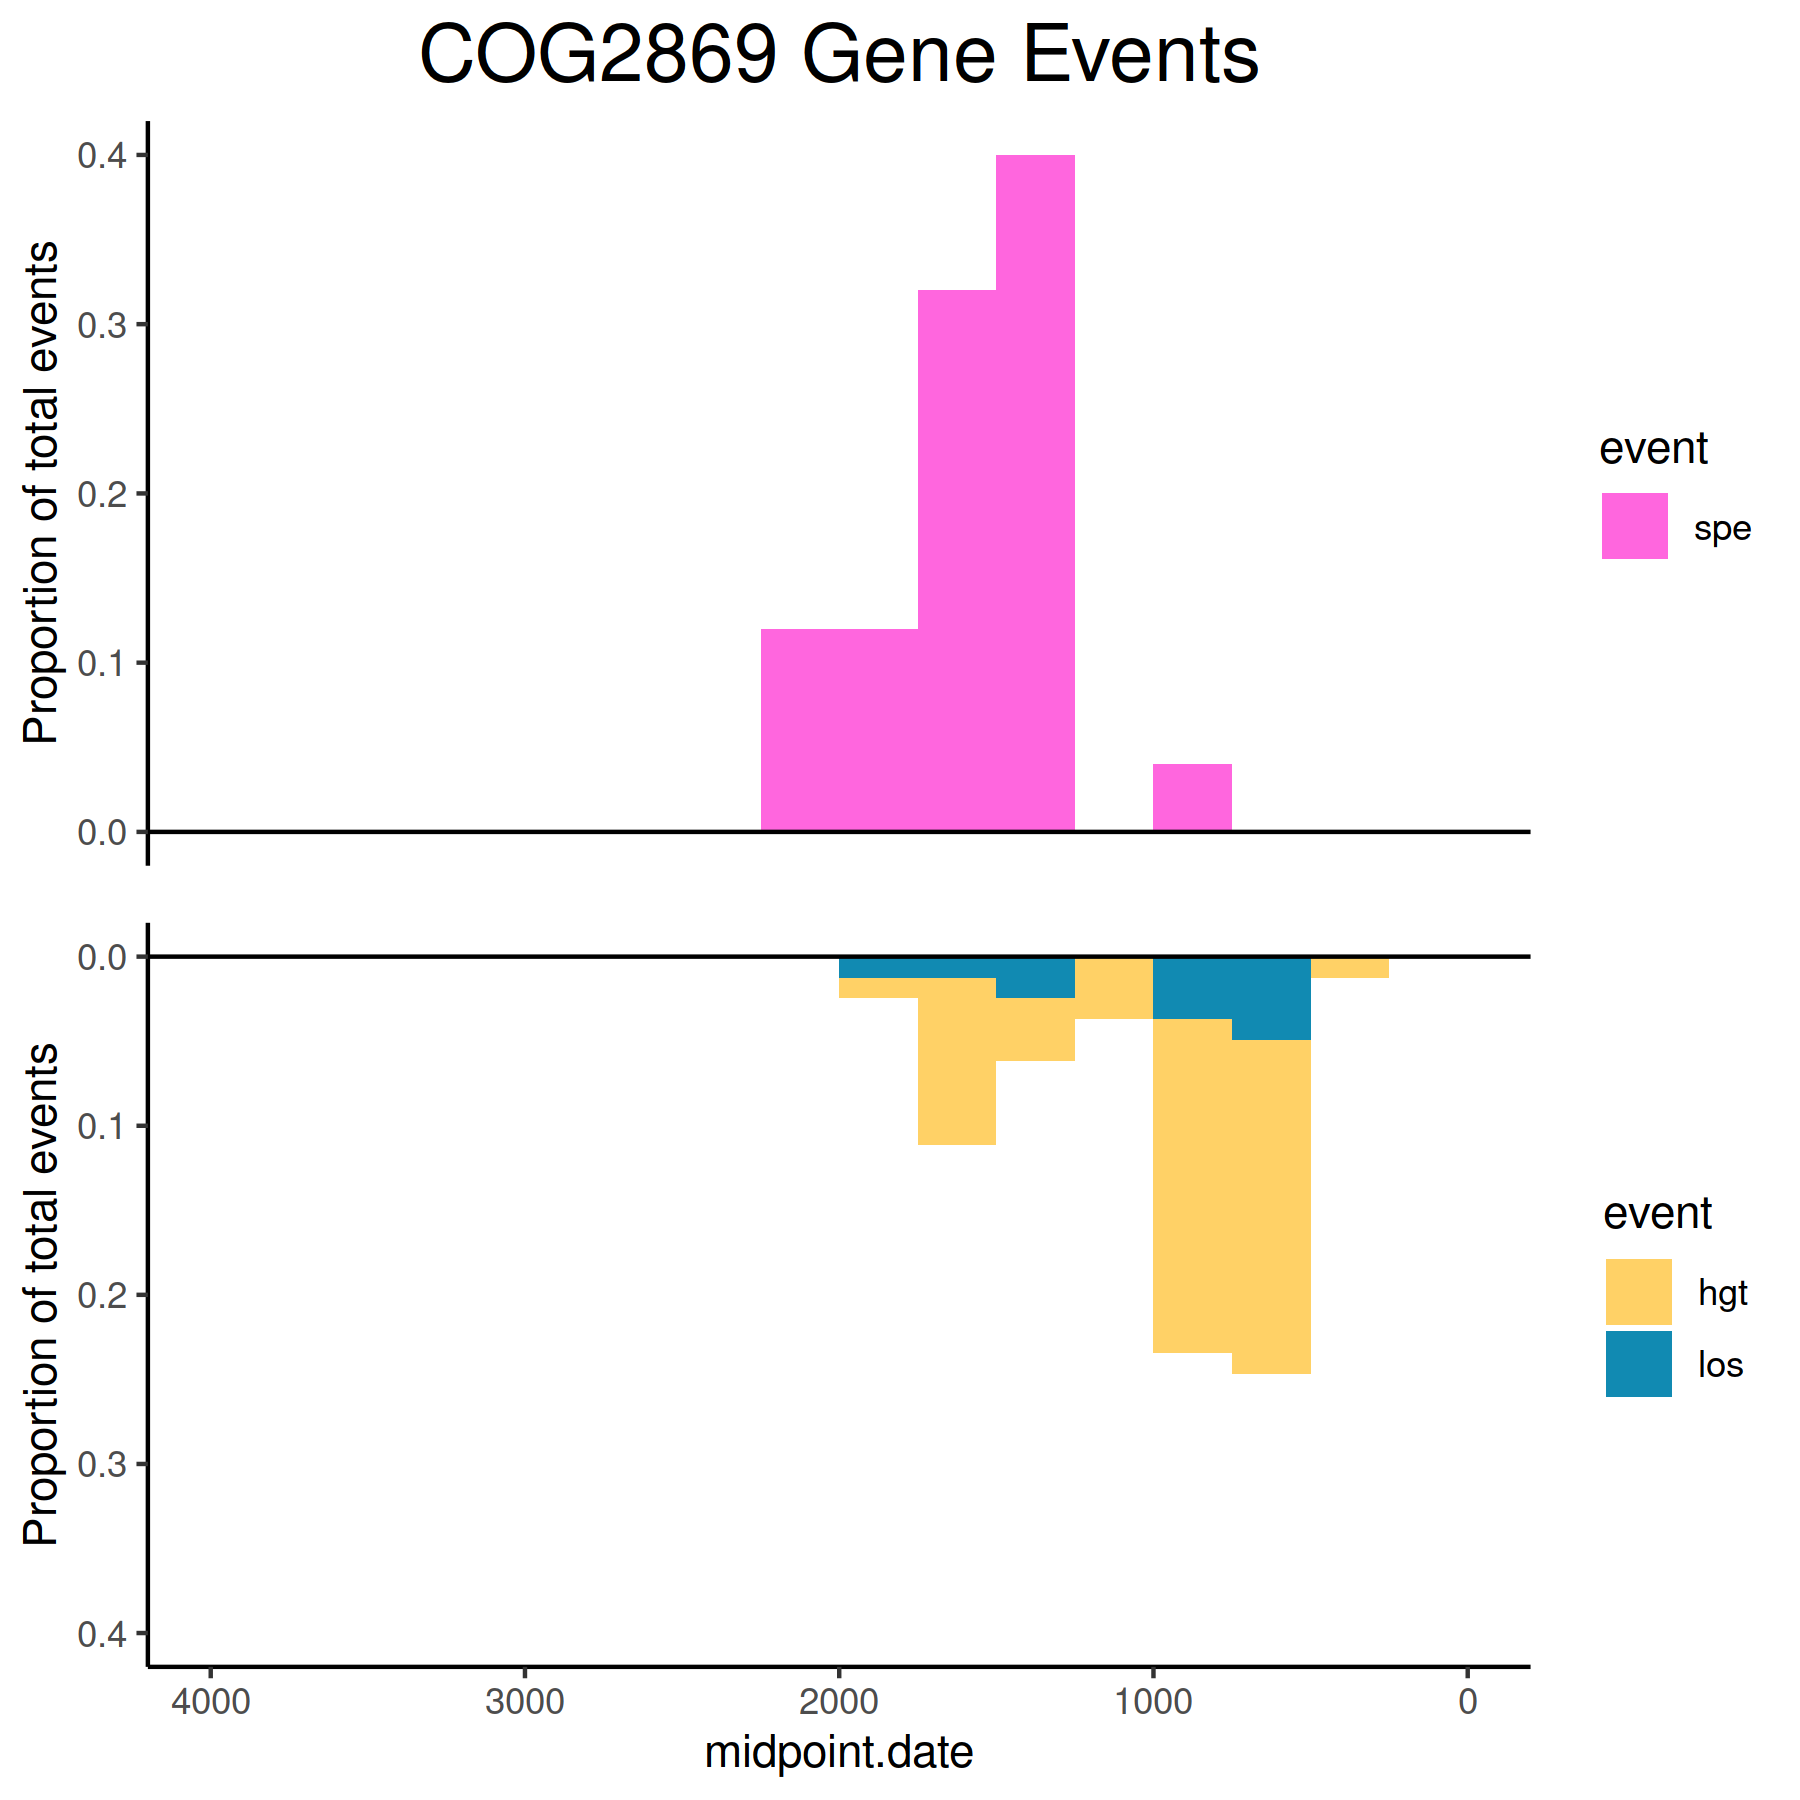 COG2869 Gene Events
Proportion of total events
0.4
0.3
0.2
0.1
0.0
event
spe
Proportion of total events
0.0
0.1
0.2
0.3
0.4
event
hgt
los
4000 3000 2000 1000 0
midpoint.date